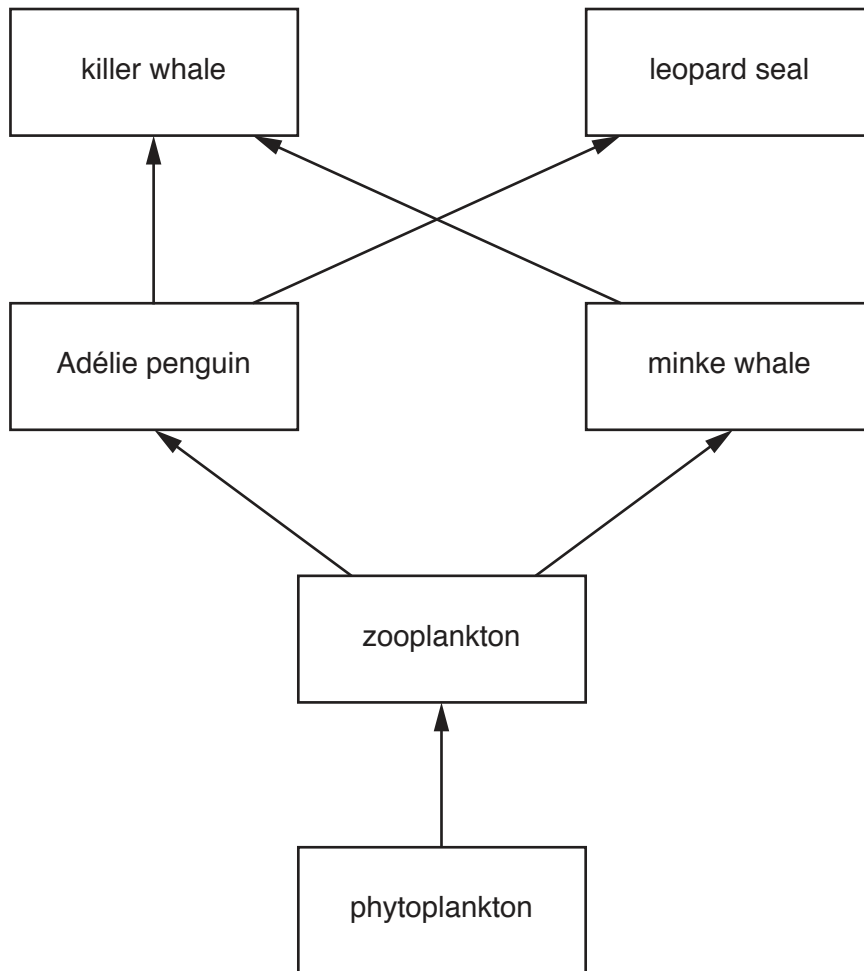 killer whale
leopard seal
Adélie penguin
minke whale
zooplankton
phytoplankton